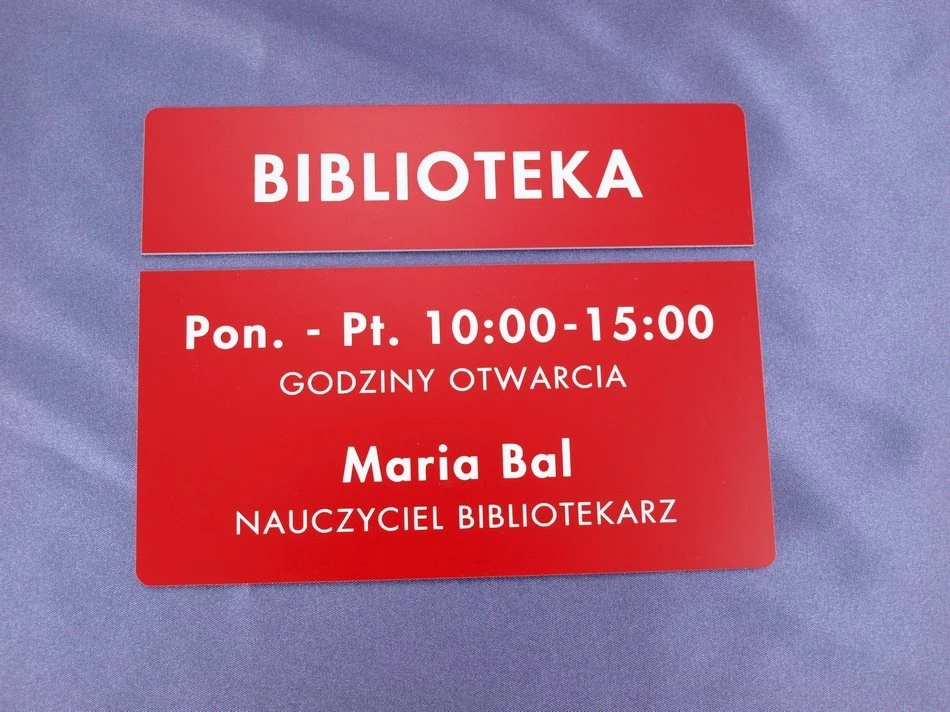 BIBLIOTEKA
Pon. - Pt. 10:00-15:00
GODZINY OTWARCIA
Maria Bal
NAUCZYCIEL BIBLIOTEKARZ